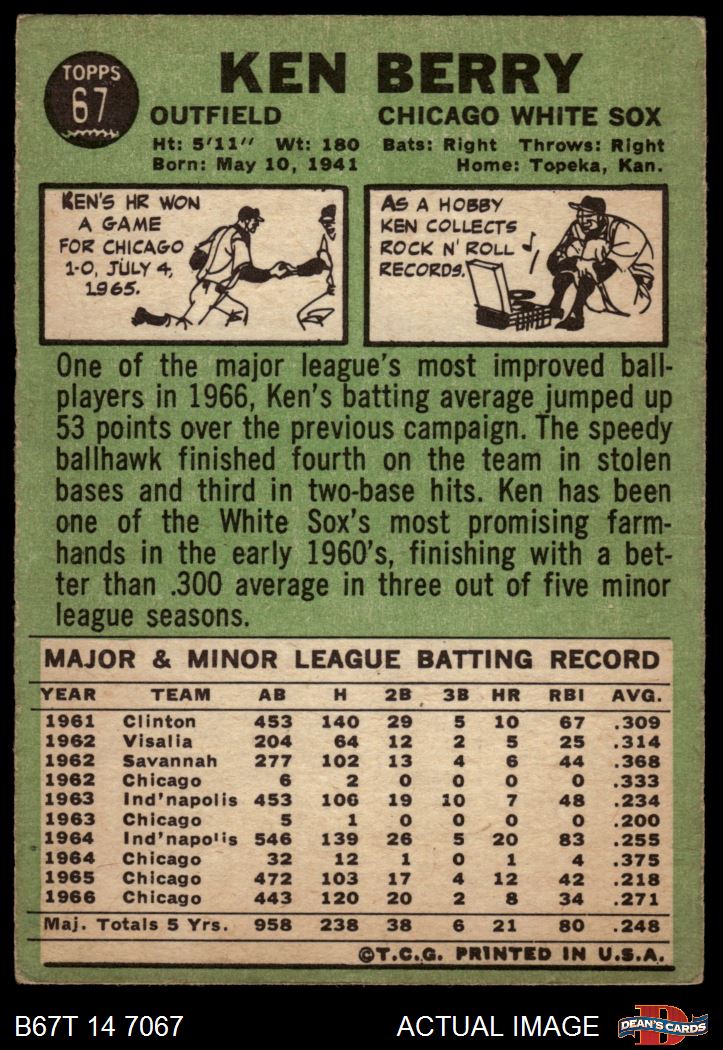 TOPPS
67
KEN BERRY
OUTFIELD CHICAGO WHITE SOX
Ht: 5'11" Wt: 180 Bats: Right Throws: Right
Born: May 10, 1941 Home: Topeka, Kan.
KEN'S HR WON
A GAME
FOR CHICAGO
1-0, JULY 4,
1965.
AS A HOBBY
KEN COLLECTS
ROCK N' ROLL
RECORDS.
One of the major league's most improved ball-
players in 1966, Ken's batting average jumped up
53 points over the previous campaign. The speedy
ballhawk finished fourth on the team in stolen
bases and third in two-base hits. Ken has been
one of the White Sox's most promising farm-
hands in the early 1960's, finishing with a bet-
ter than .300 average in three out of five minor
league seasons.
MAJOR & MINOR LEAGUE BATTING RECORD
YEAR TEAM AB H 2B 3B HR RBI AVG.
1961 Clinton 453 140 29 5 10 67 .309
1962 Visalia 204 64 12 2 5 25 .314
1962 Savannah 277 102 13 4 6 44 .368
1962 Chicago 6 2 0 0 0 0 .333
1963 Ind'napolis 453 106 19 10 7 48 .234
1963 Chicago 5 1 0 0 0 0 .200
1964 Ind'napolis 546 139 26 5 20 83 .255
1964 Chicago 32 12 1 0 1 4 .375
1965 Chicago 472 103 17 4 12 42 .218
1966 Chicago 443 120 20 2 8 34 .271
Maj. Totals 5 Yrs. 958 238 38 6 21 80 .248
©T.C.G. PRINTED IN U.S.A.
B67T 14 7067 ACTUAL IMAGE DEAN'S CARDS